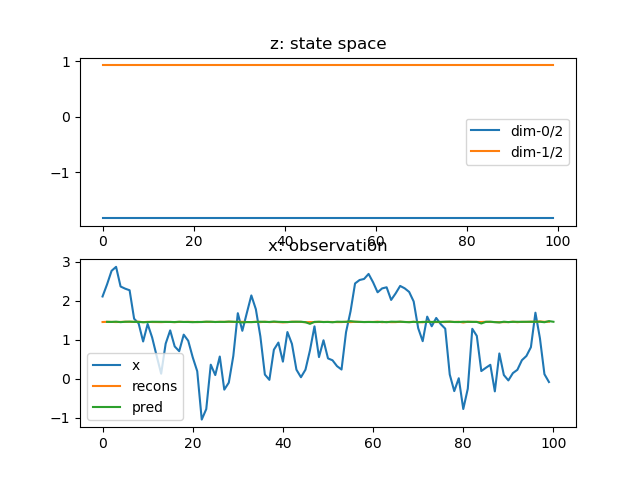 z: state space
1
0
−1
dim-0/2
dim-1/2
0 20 40 60 80 100
x: observation
3
2
1
0
−1
x
recons
pred
0 20 40 60 80 100